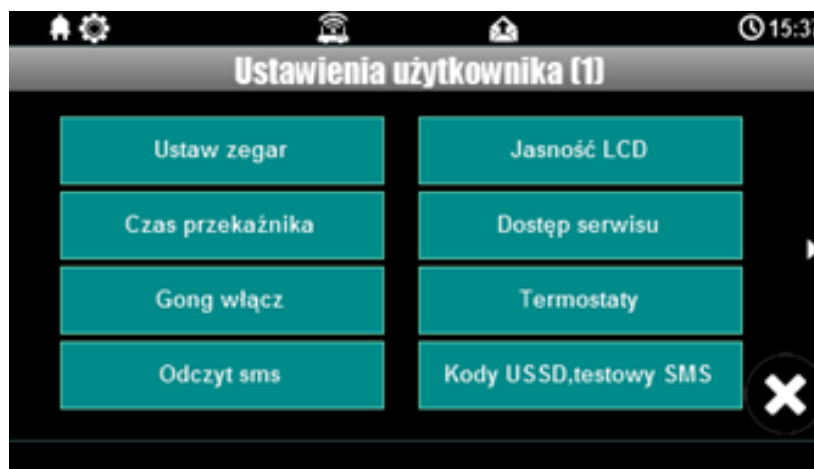 15:37
Ustawienia użytkownika (1)
Ustaw zegar
Jasność LCD
Czas przekaźnika
Dostęp serwisu
Gong włącz
Termostaty
Odczyt sms
Kody USSD,testowy SMS